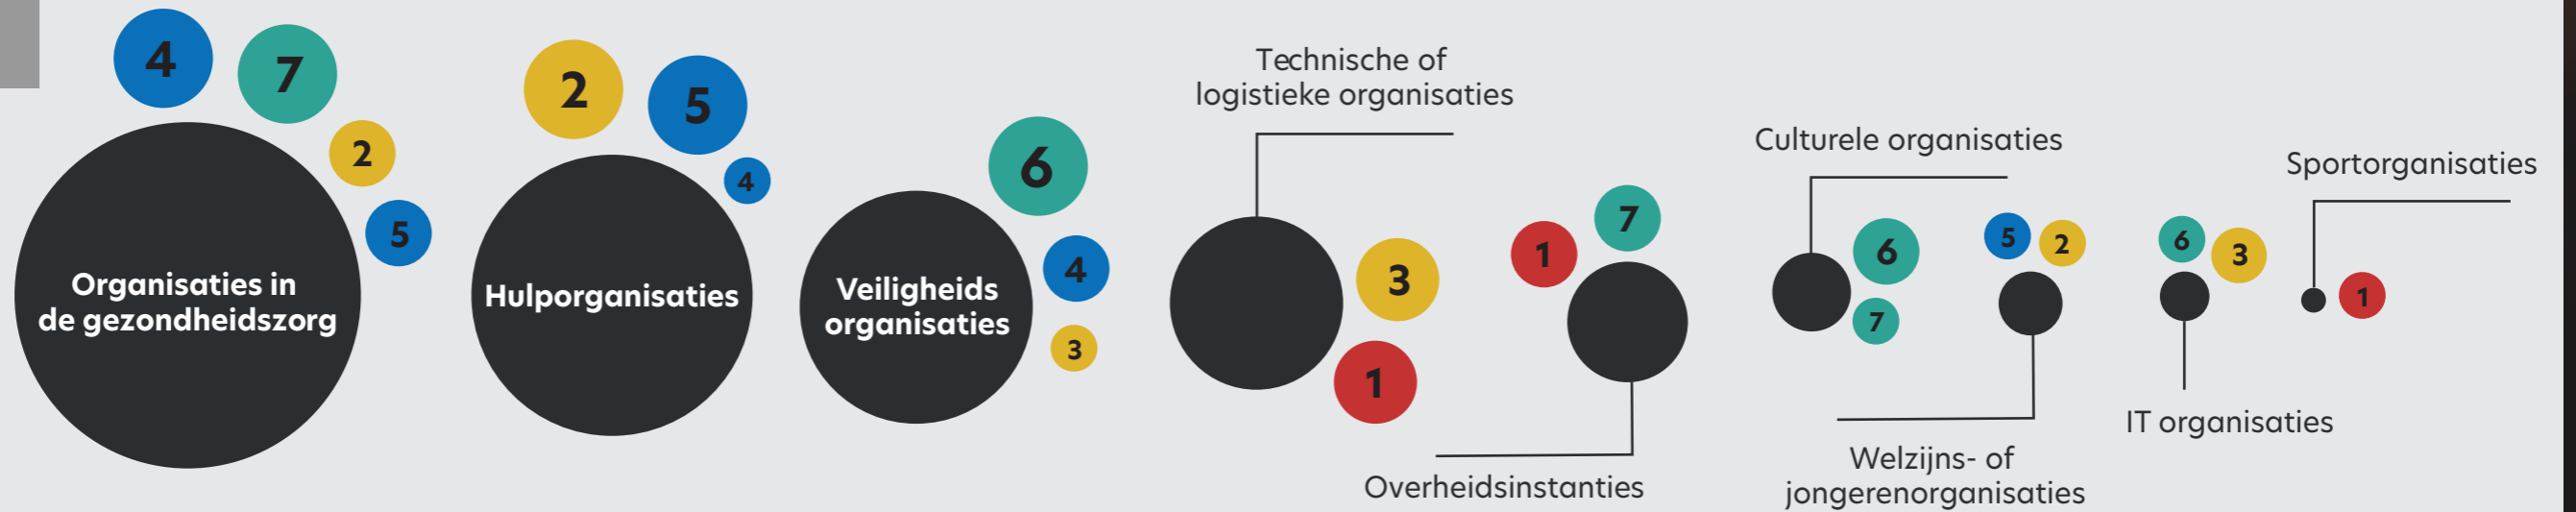 4
7
2
5
Organisaties in
de gezondheidszorg
2
5
4
Hulporganisaties
6
4
3
Veiligheids
organisaties
Technische of
logistieke organisaties
3
1
1
7
Overheidsinstanties
Culturele organisaties
6
7
5
2
Welzijns- of
jongerenorganisaties
6
3
IT organisaties
Sportorganisaties
1